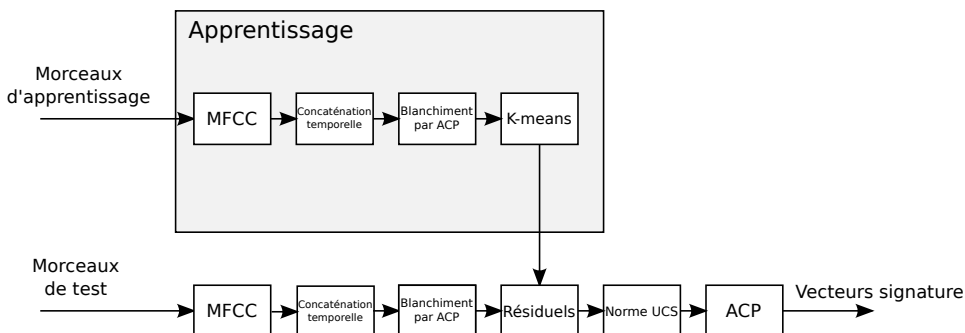 Apprentissage
Morceaux
d'apprentissage
MFCC
Concaténation
temporelle
Blanchiment
par ACP
K-means
Morceaux
de test
MFCC
Concaténation
temporelle
Blanchiment
par ACP
Résiduels
Norme UCS
ACP
Vecteurs signature